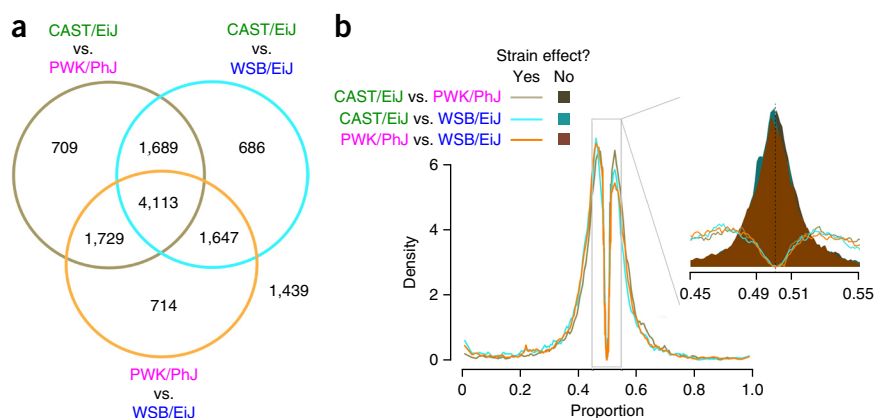 a
CAST/EiJ
vs.
PWK/PhJ
CAST/EiJ
vs.
WSB/EiJ
709
1,689
686
4,113
1,729
1,647
714
1,439
PWK/PhJ
vs.
WSB/EiJ
b
Strain effect?
Yes No
CAST/EiJ vs. PWK/PhJ
CAST/EiJ vs. WSB/EiJ
PWK/PhJ vs. WSB/EiJ
6
4
2
0
Density
0
0.2
0.4
0.6
0.8
1.0
Proportion
0.45
0.49
0.51
0.55